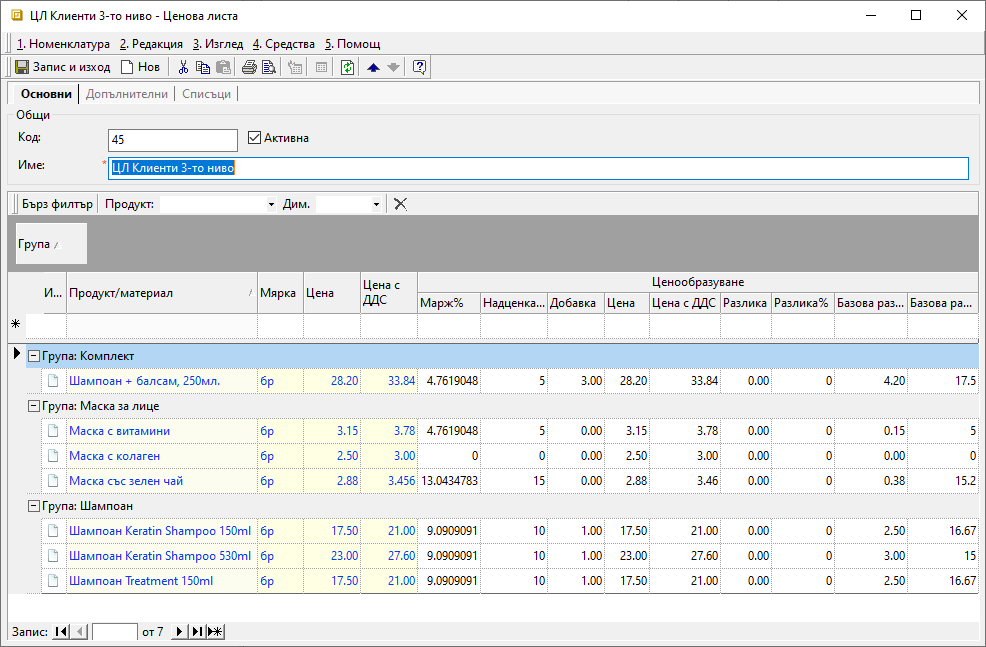 ЦЛ Клиенти 3-то ниво - Ценова листа
1. Номенклатура 2. Редакция 3. Изглед 4. Средства 5. Помощ
Запис и изход Нов
Основни Допълнителни Списъци
Общи
Код: 45 Активна
Име: * ЦЛ Клиенти 3-то ниво
Бърз филтър Продукт: Дим.
Група
И... Продукт/материал Мярка Цена Цена с ДДС Ценообразуване
Марж% Надценка... Добавка Цена Цена с ДДС Разлика Разлика% Базова раз... Базова ра...
Група: Комплект
Шампоан + балсам, 250мл. бр 28.20 33.84 4.7619048 5 3.00 28.20 33.84 0.00 0 4.20 17.5
Група: Маска за лице
Маска с витамини бр 3.15 3.78 4.7619048 5 0.00 3.15 3.78 0.00 0 0.15 5
Маска с колаген бр 2.50 3.00 0 0 0.00 2.50 3.00 0.00 0 0.00 0
Маска със зелен чай бр 2.88 3.456 13.0434783 15 0.00 2.88 3.46 0.00 0 0.38 15.2
Група: Шампоан
Шампоан Keratin Shampoo 150ml бр 17.50 21.00 9.0909091 10 1.00 17.50 21.00 0.00 0 2.50 16.67
Шампоан Keratin Shampoo 530ml бр 23.00 27.60 9.0909091 10 1.00 23.00 27.60 0.00 0 3.00 15
Шампоан Treatment 150ml бр 17.50 21.00 9.0909091 10 1.00 17.50 21.00 0.00 0 2.50 16.67
Запис: от 7